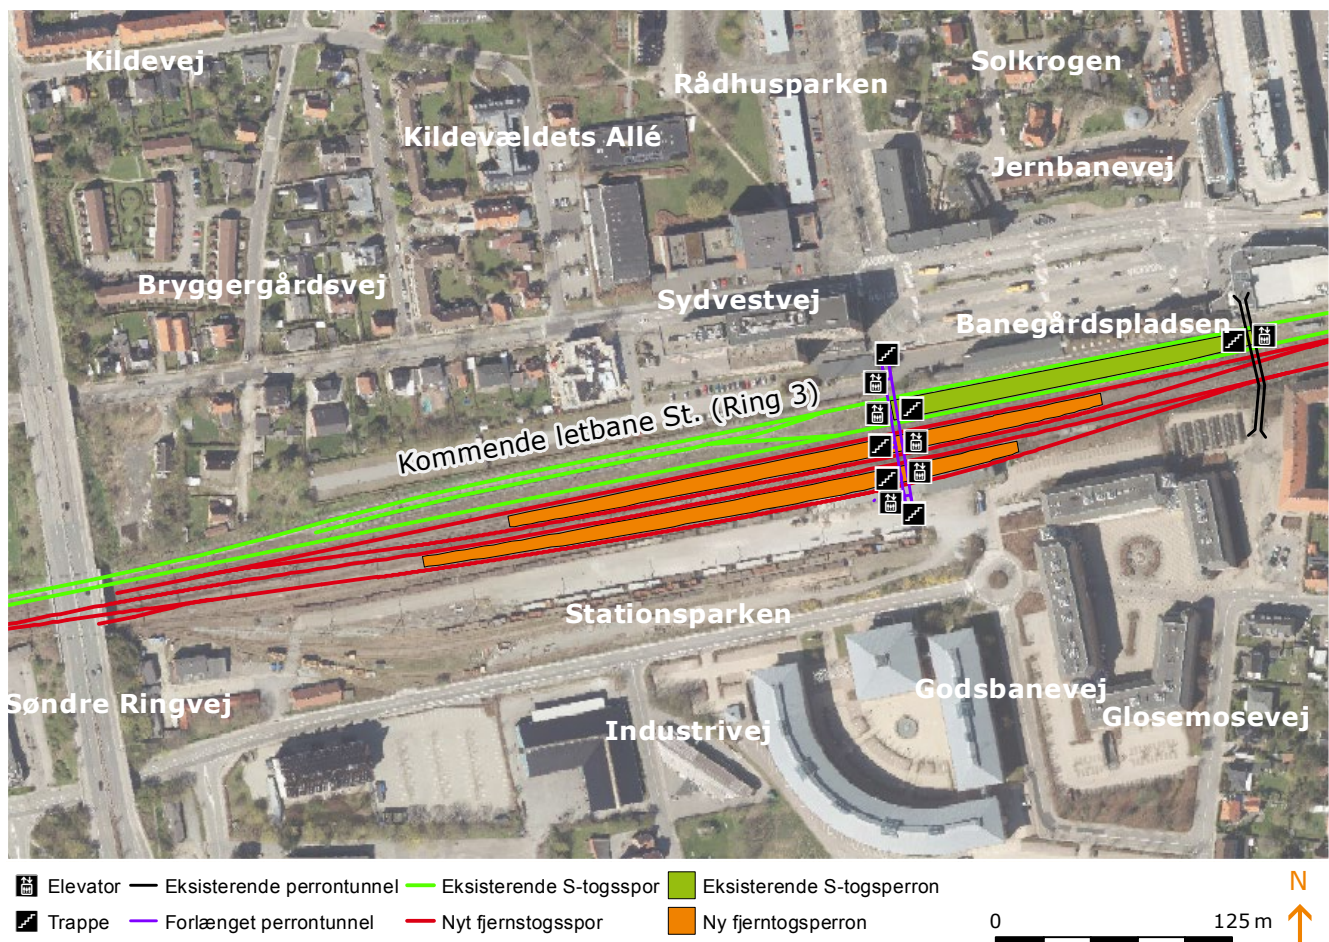 Kildevej
Rådhusparken
Solkrogen
Kildevældets Allé
Jernbanevej
Bryggergårdsvej
Sydvestvej
Banegårdspladsen
Kommende letbane St. (Ring 3)
Stationsparken
Søndre Ringvej
Industrivej
Godsbanevej
Glosemosevej
Elevator
Eksisterende perrontunnel
Eksisterende S-togsspor
Eksisterende S-togsperron
N
Trappe
Forlænget perrontunnel
Nyt fjernstogsspor
Ny fjerntogsperron
0
125 m